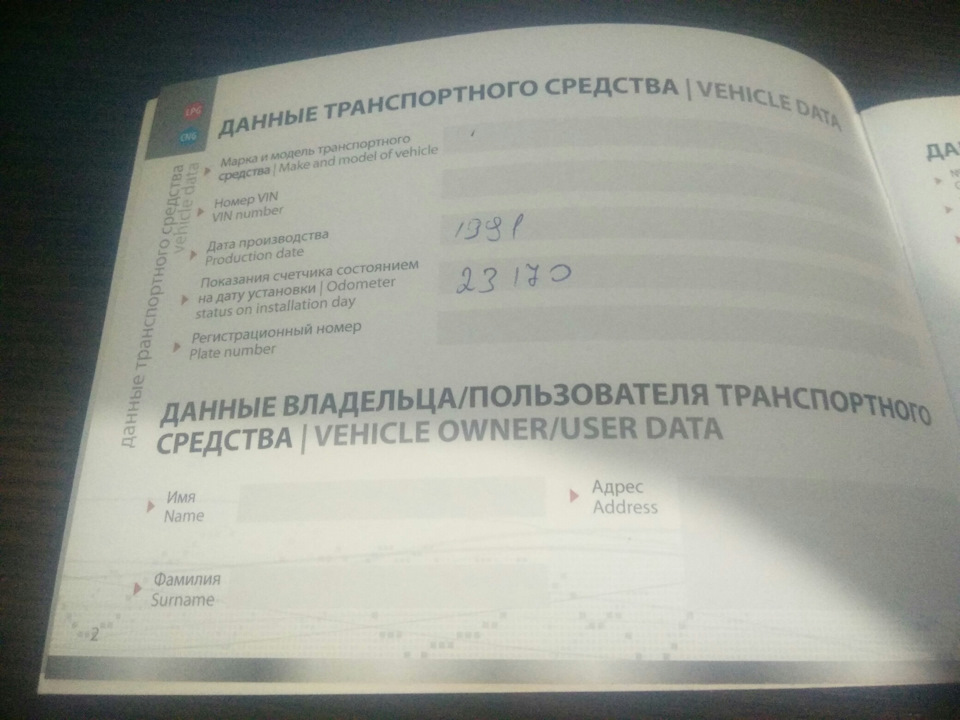 LPG
CNG
ДАННЫЕ ТРАНСПОРТНОГО СРЕДСТВА | VEHICLE DATA
Марка и модель транспортного
средства | Make and model of vehicle
Номер VIN
VIN number
Дата производства
Production date
1991
Показания счетчика состоянием
на дату установки | Odometer
status on installation day
23170
Регистрационный номер
Plate number
данные транспортного средства
vehicle data
ДАННЫЕ ВЛАДЕЛЬЦА/ПОЛЬЗОВАТЕЛЯ ТРАНСПОРТНОГО
СРЕДСТВА | VEHICLE OWNER/USER DATA
Имя
Name
Адрес
Address
Фамилия
Surname
2